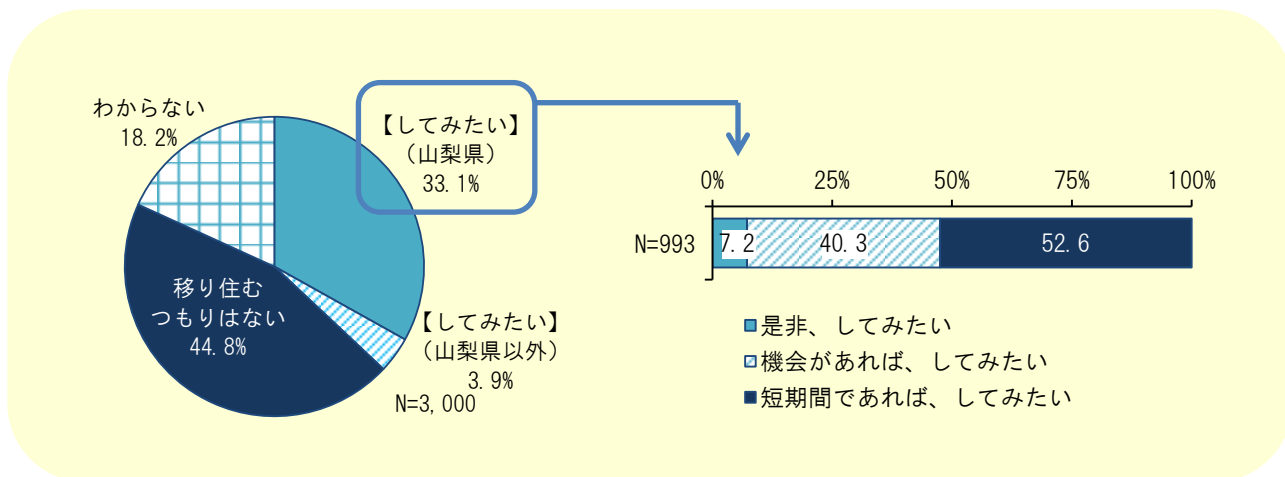 わからない
18.2%
【してみたい】
（山梨県）
33.1%
移り住む
つもりはない
44.8%
【してみたい】
（山梨県以外）
3.9%
N=3,000
0%
25%
50%
75%
100%
N=993
7.2
40.3
52.6
是非、してみたい
機会があれば、してみたい
短期間であれば、してみたい